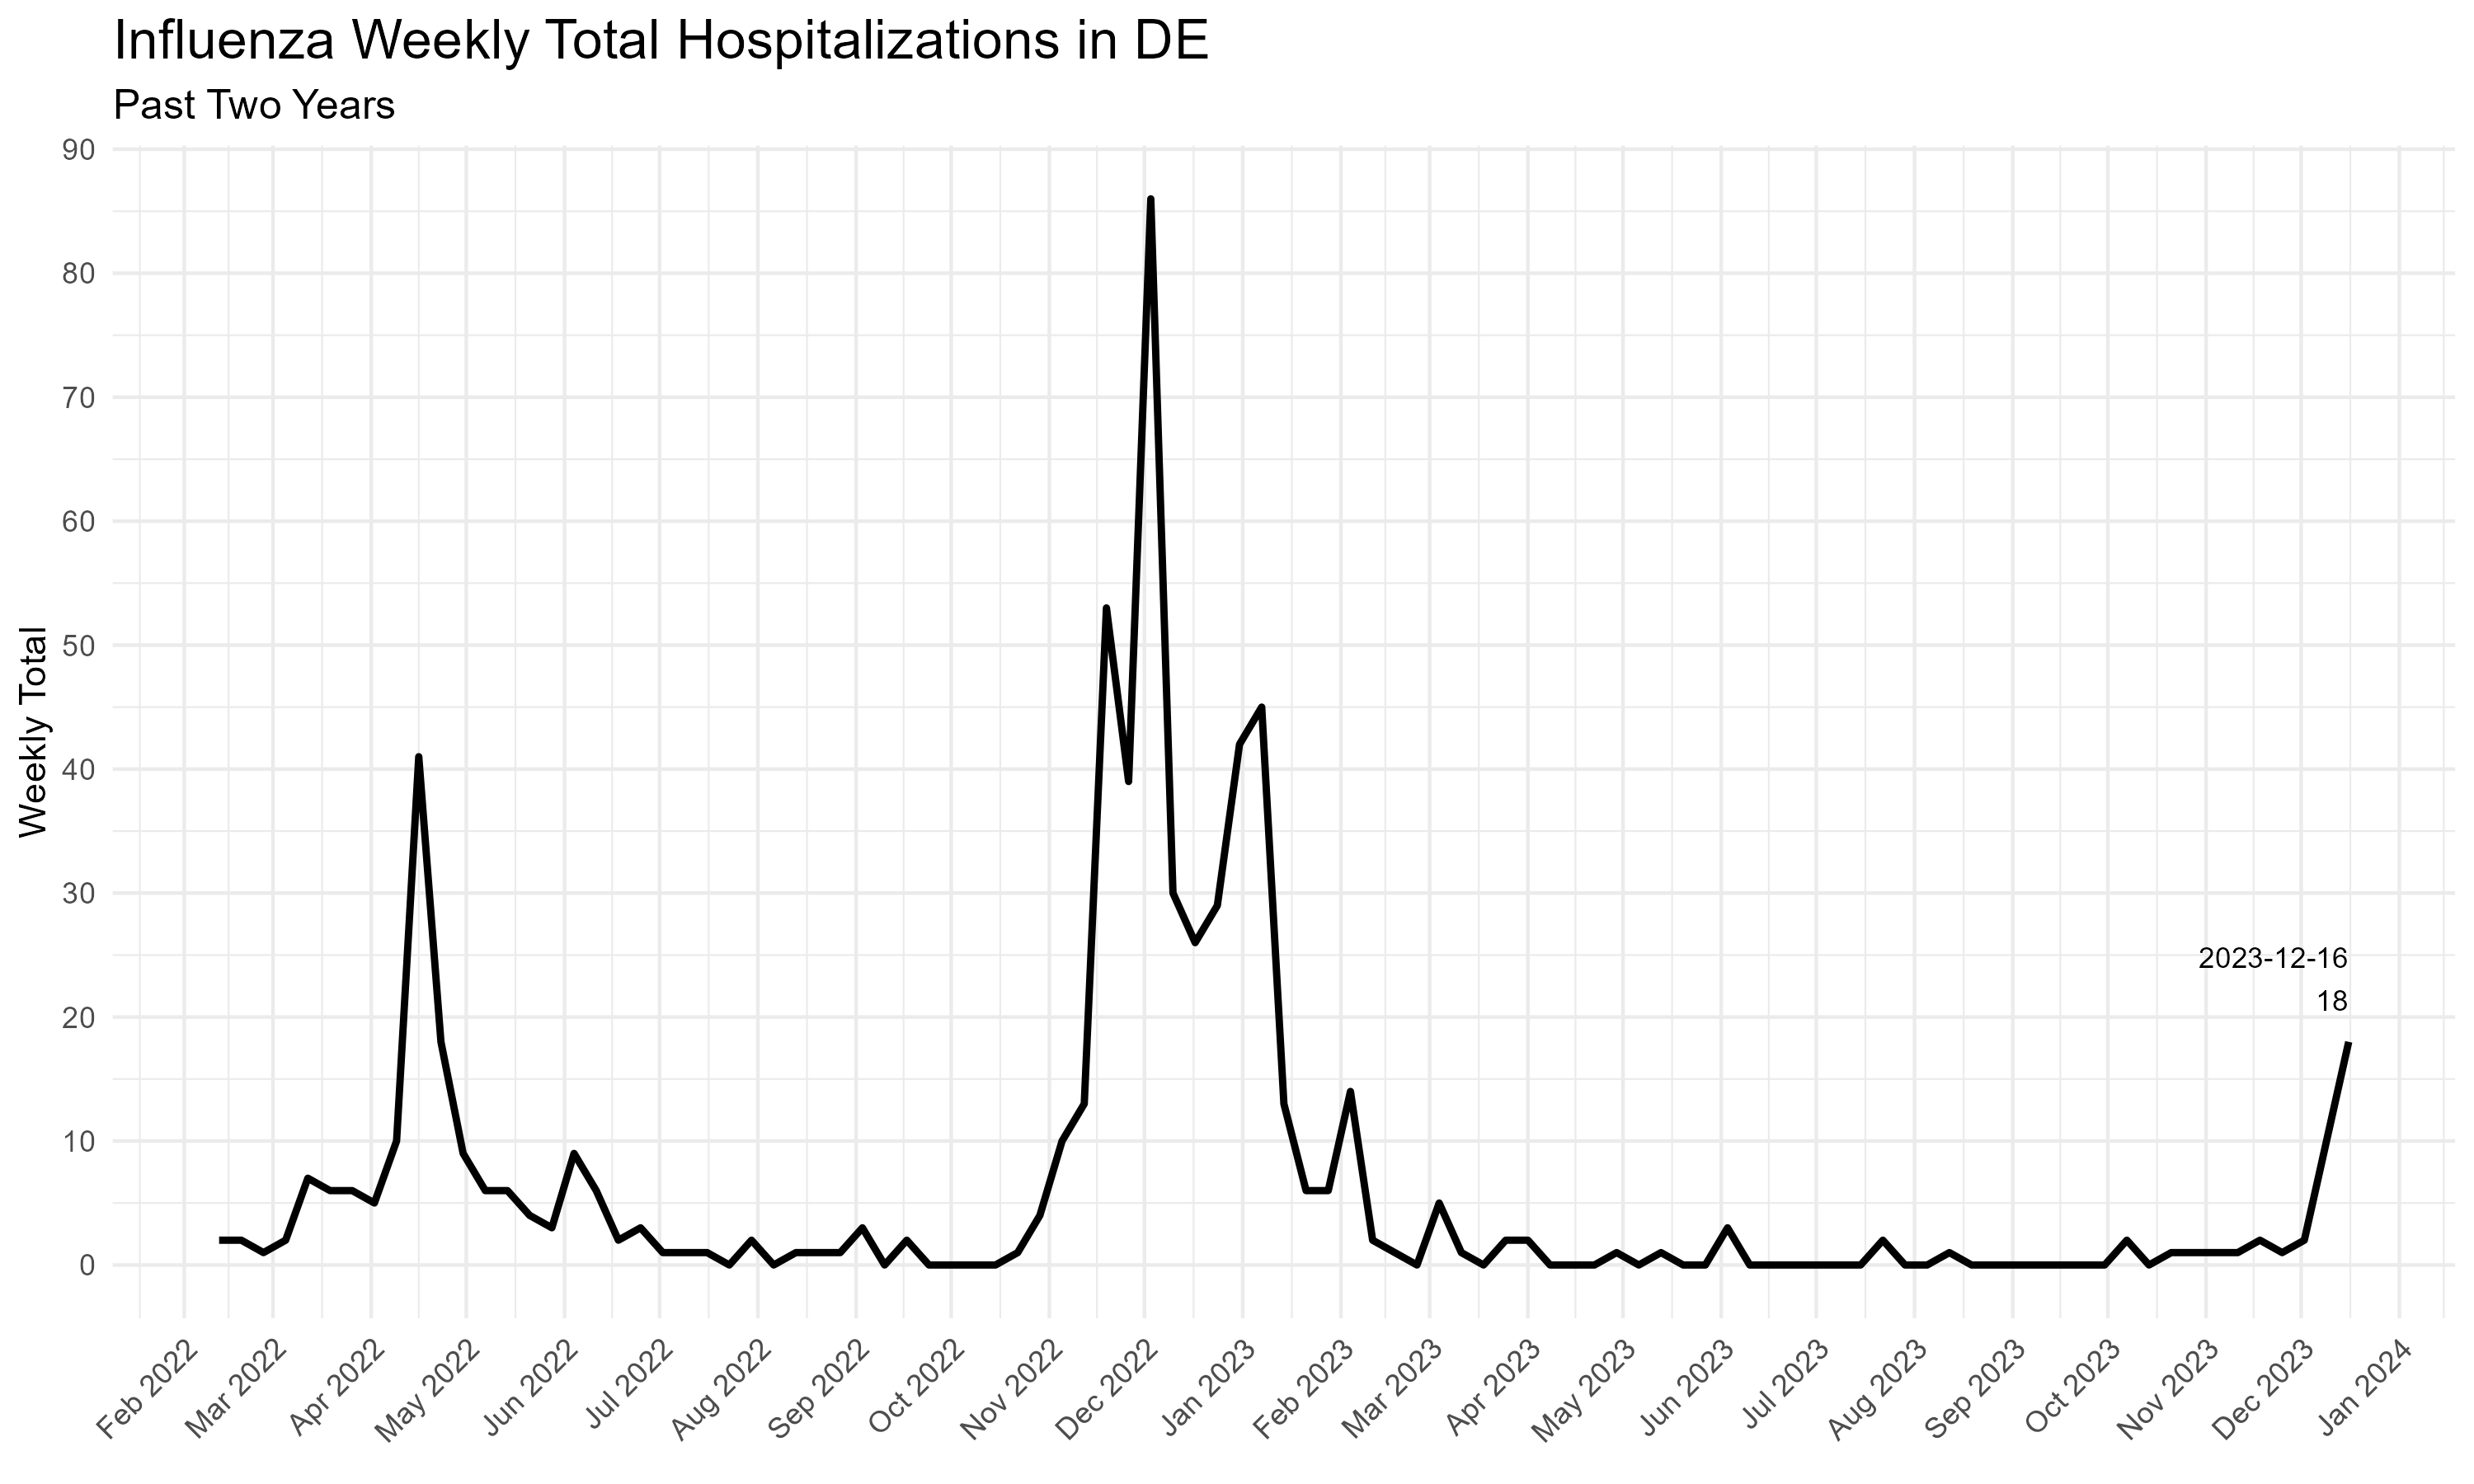 Influenza Weekly Total Hospitalizations in DE
Past Two Years
Weekly Total
90
80
70
60
50
40
30
20
10
0
2023-12-16
18
Feb 2022
Mar 2022
Apr 2022
May 2022
Jun 2022
Jul 2022
Aug 2022
Sep 2022
Oct 2022
Nov 2022
Dec 2022
Jan 2023
Feb 2023
Mar 2023
Apr 2023
May 2023
Jun 2023
Jul 2023
Aug 2023
Sep 2023
Oct 2023
Nov 2023
Dec 2023
Jan 2024